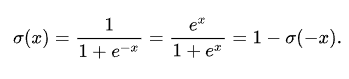 σ(x) = 1 / (1 + e^{−x}) = e^x / (1 + e^x) = 1 − σ(−x).